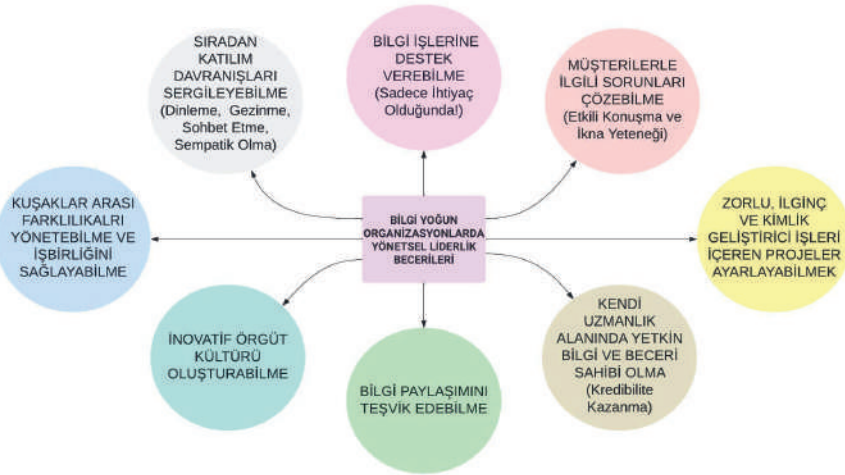 SIRADAN
KATILIM
DAVRANIŞLARI
SERGİLEYEBİLME
(Dinleme, Gezinme,
Sohbet Etme,
Sempatik Olma)
BİLGİ İŞLERİNE
DESTEK
VEREBİLME
(Sadece İhtiyaç
Olduğunda!)
MÜŞTERİLERLE
İLGİLİ SORUNLARI
ÇÖZEBİLME
(Etkili Konuşma ve
İkna Yeteneği)
KUŞAKLAR ARASI
FARKLILIKALRI
YÖNETEBİLME VE
İŞBİRLİĞİNİ
SAĞLAYABİLME
BİLGİ YOĞUN
ORGANİZASYONLARDA
YÖNETSEL LİDERLİK
BECERİLERİ
ZORLU, İLGİNÇ
VE KİMLİK
GELİŞTİRİCİ İŞLERİ
İÇEREN PROJELER
AYARLAYABİLMEK
İNOVATİF ÖRGÜT
KÜLTÜRÜ
OLUŞTURABİLME
BİLGİ PAYLAŞIMINI
TEŞVİK EDEBİLME
KENDİ
UZMANLIK
ALANINDA YETKİN
BİLGİ VE BECERİ
SAHİBİ OLMA
(Kredibilite
Kazanma)